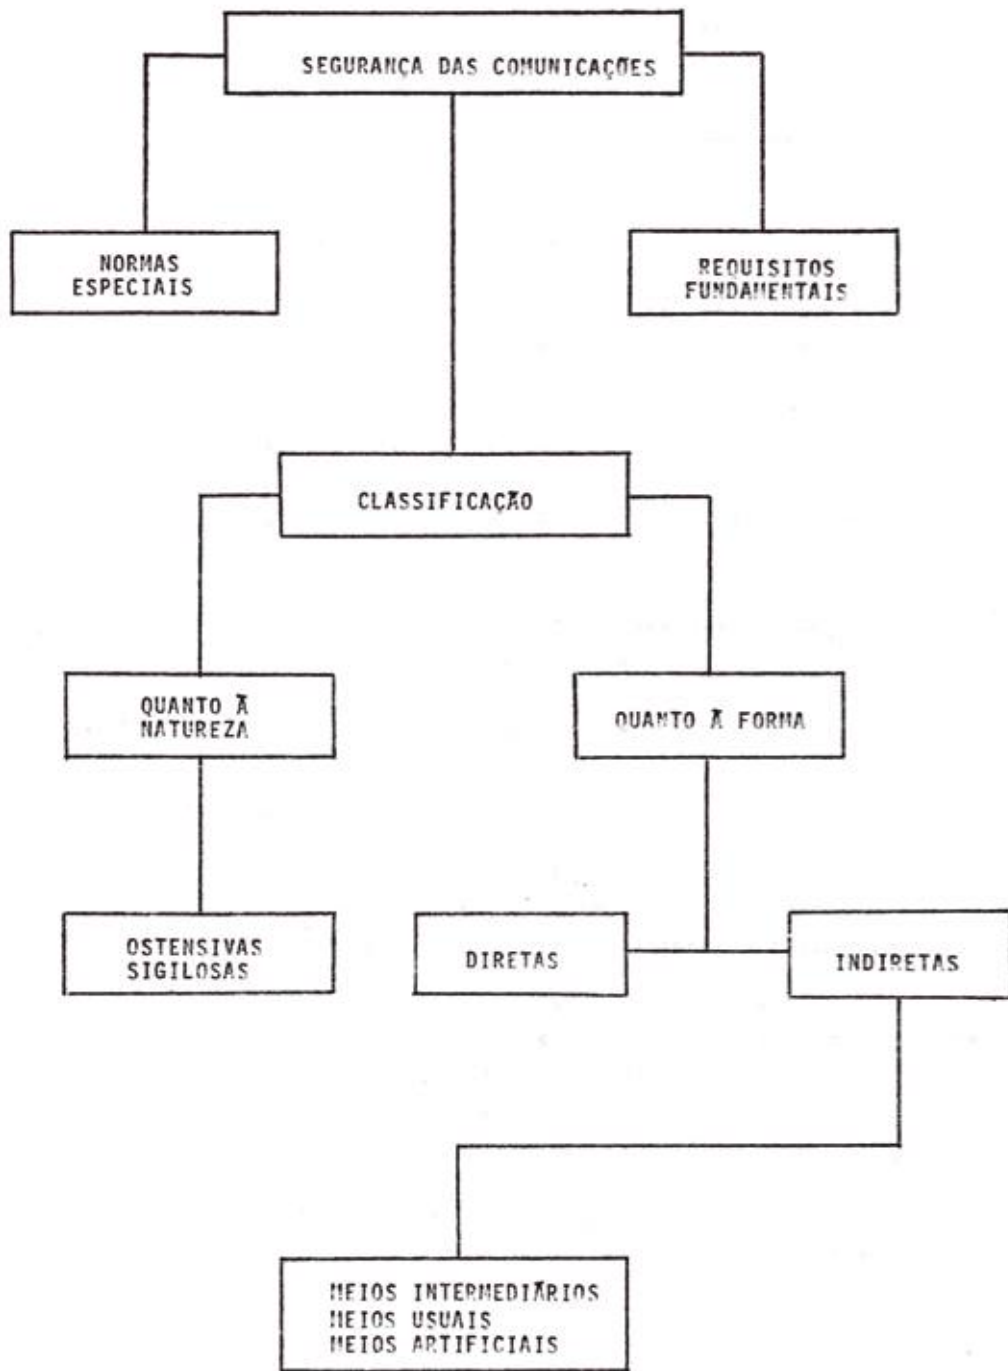 SEGURANÇA DAS COMUNICAÇÕES
NORMAS
ESPECIAIS
REQUISITOS
FUNDAMENTAIS
CLASSIFICAÇÃO
QUANTO À
NATUREZA
QUANTO À FORMA
OSTENSIVAS
SIGILOSAS
DIRETAS
INDIRETAS
MEIOS INTERMEDIÁRIOS
MEIOS USUAIS
MEIOS ARTIFICIAIS